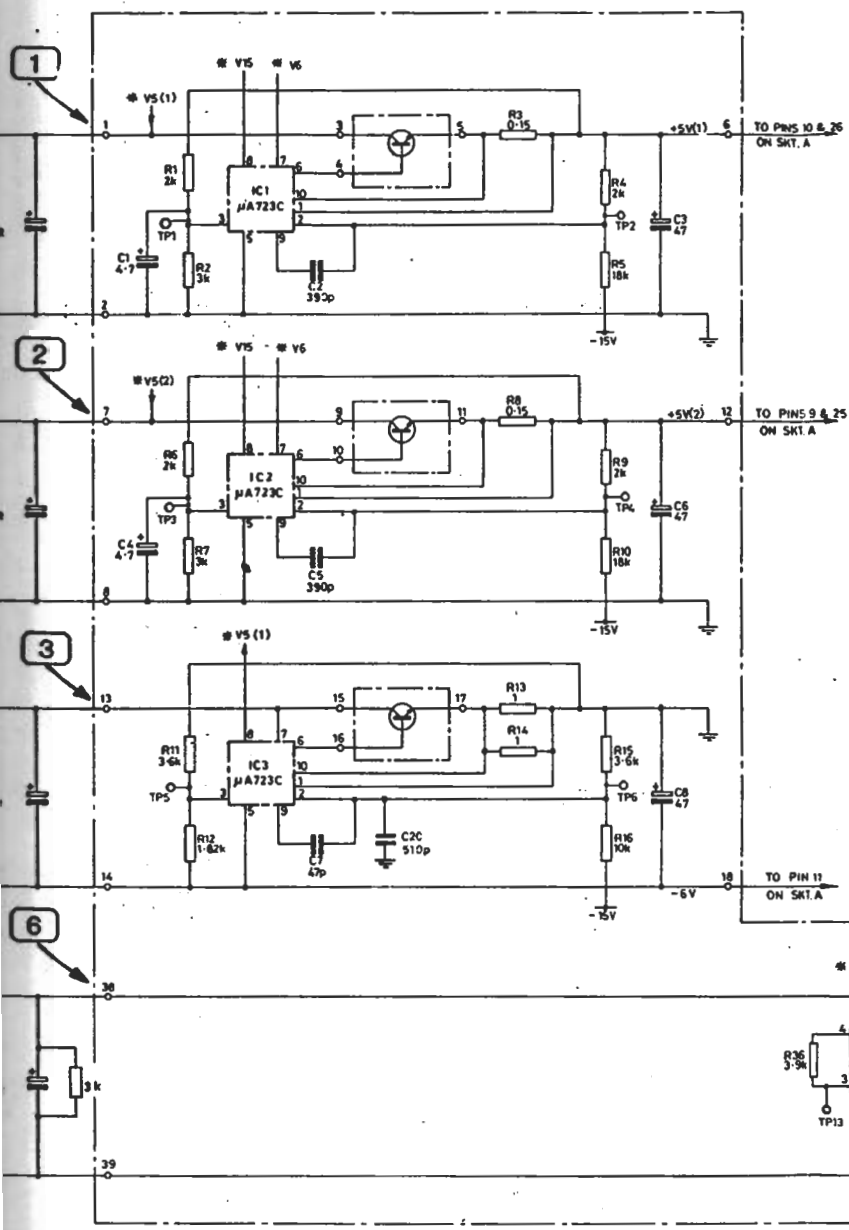 1
* V15
* V6
* V5(1)
1
3
5
R3
0·15
+5V(1)
6
TO PINS 10 & 26
ON SKT. A
4
R1
2k
8
7
6
IC1
µA723C
10
1
2
3
5
9
R4
2k
C3
47
TP1
TP2
C1
4·7
R2
3k
C2
390p
R5
18k
2
-15V
2
* V15
* V6
* V5(2)
7
9
11
R8
0·15
+5V(2)
12
TO PINS 9 & 25
ON SKT. A
10
R6
2k
8
7
6
IC2
µA723C
10
1
2
3
5
9
R9
2k
C6
47
TP3
TP4
C4
4·7
R7
3k
C5
390p
R10
18k
8
-15V
3
* V5(1)
13
15
17
R13
1
R14
1
16
R11
3·6k
8
7
6
IC3
µA723C
10
1
2
3
5
9
R15
3·6k
C8
47
TP5
TP6
R12
1·82k
C7
47p
C20
510p
R16
10k
14
-6V
18
TO PIN 11
ON SKT. A
-15V
6
38
*
3k
R36
3·9k
4
3
TP13
39